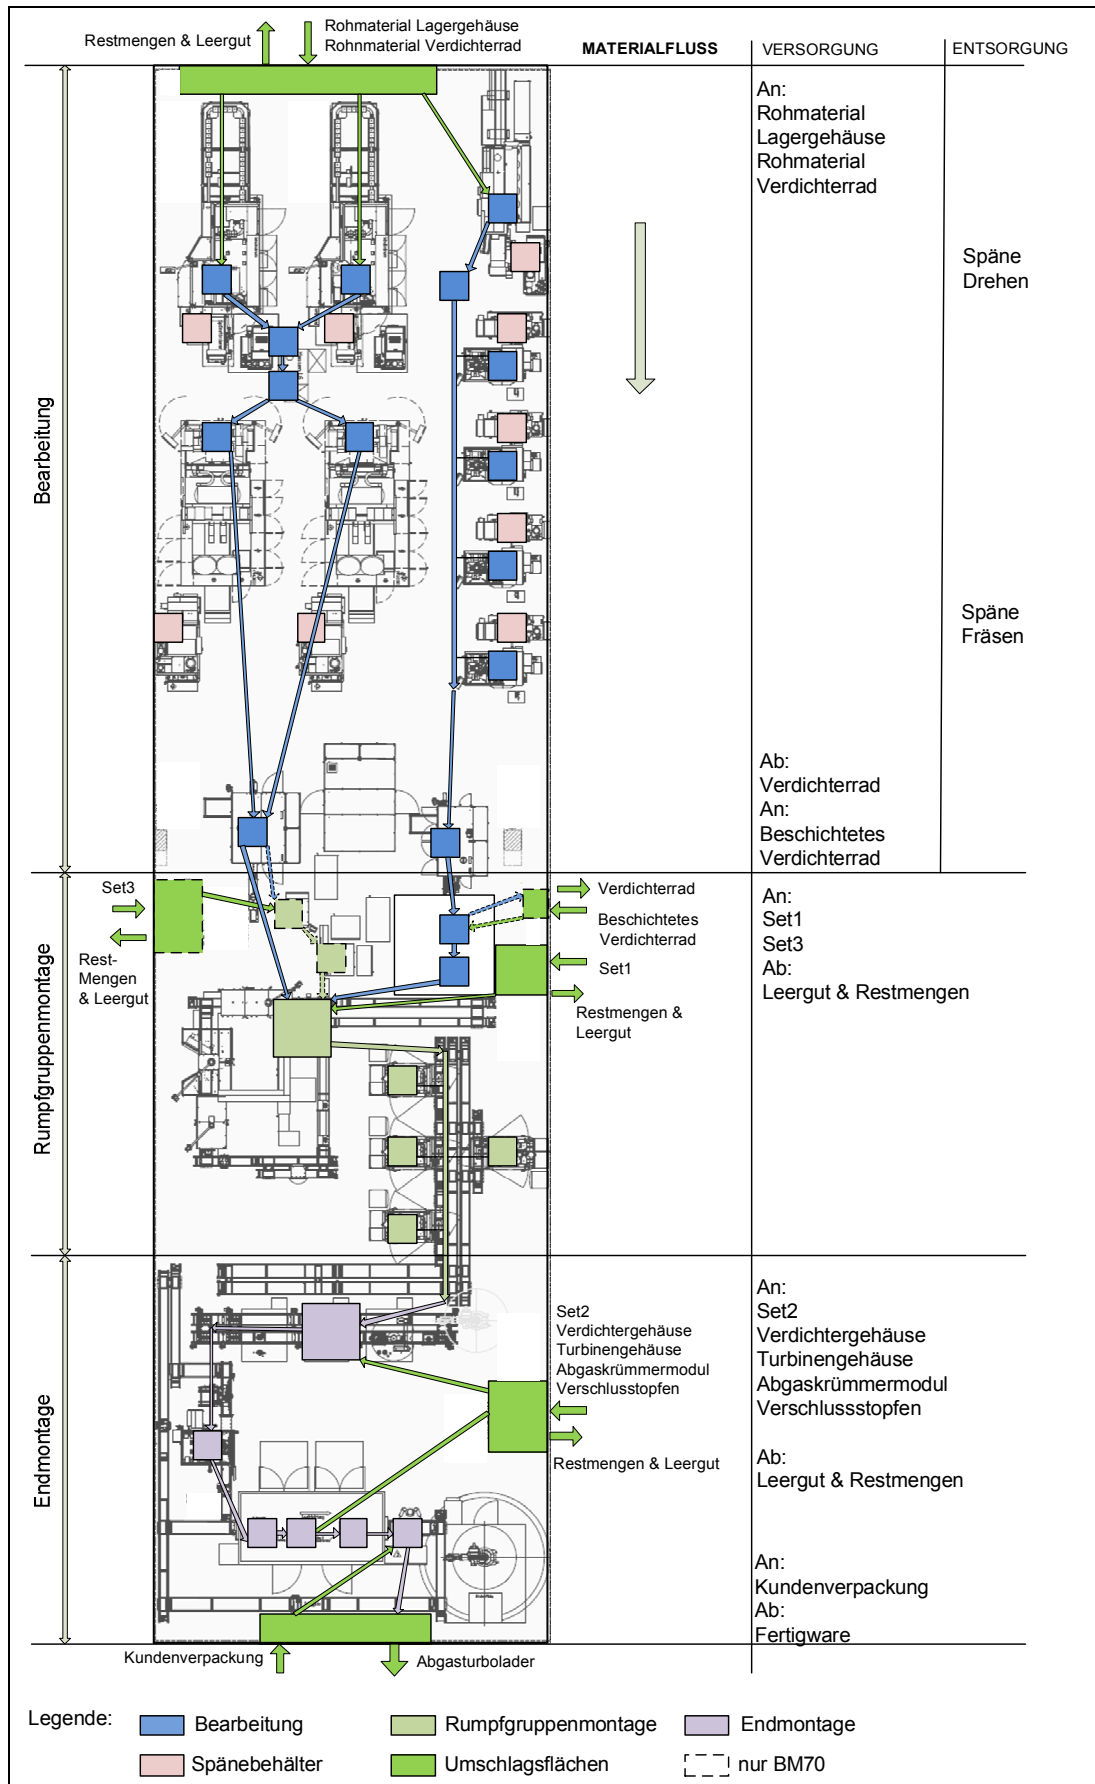 Restmengen & Leergut
Rohmaterial Lagergehäuse
Rohnmaterial Verdichterrad
MATERIALFLUSS
VERSORGUNG
ENTSORGUNG
An:
Rohmaterial
Lagergehäuse
Rohmaterial
Verdichterrad
Späne
Drehen
Bearbeitung
Späne
Fräsen
Ab:
Verdichterrad
An:
Beschichtetes
Verdichterrad
Set3
Rest-
Mengen
& Leergut
Verdichterrad
Beschichtetes
Verdichterrad
Set1
Restmengen &
Leergut
An:
Set1
Set3
Ab:
Leergut & Restmengen
Rumpfgruppenmontage
Set2
Verdichtergehäuse
Turbinengehäuse
Abgaskrümmermodul
Verschlusstopfen
Restmengen & Leergut
An:
Set2
Verdichtergehäuse
Turbinengehäuse
Abgaskrümmermodul
Verschlussstopfen
Ab:
Leergut & Restmengen
Endmontage
An:
Kundenverpackung
Ab:
Fertigware
Kundenverpackung
Abgasturbolader
Legende:
Bearbeitung
Rumpfgruppenmontage
Endmontage
Spänebehälter
Umschlagsflächen
nur BM70